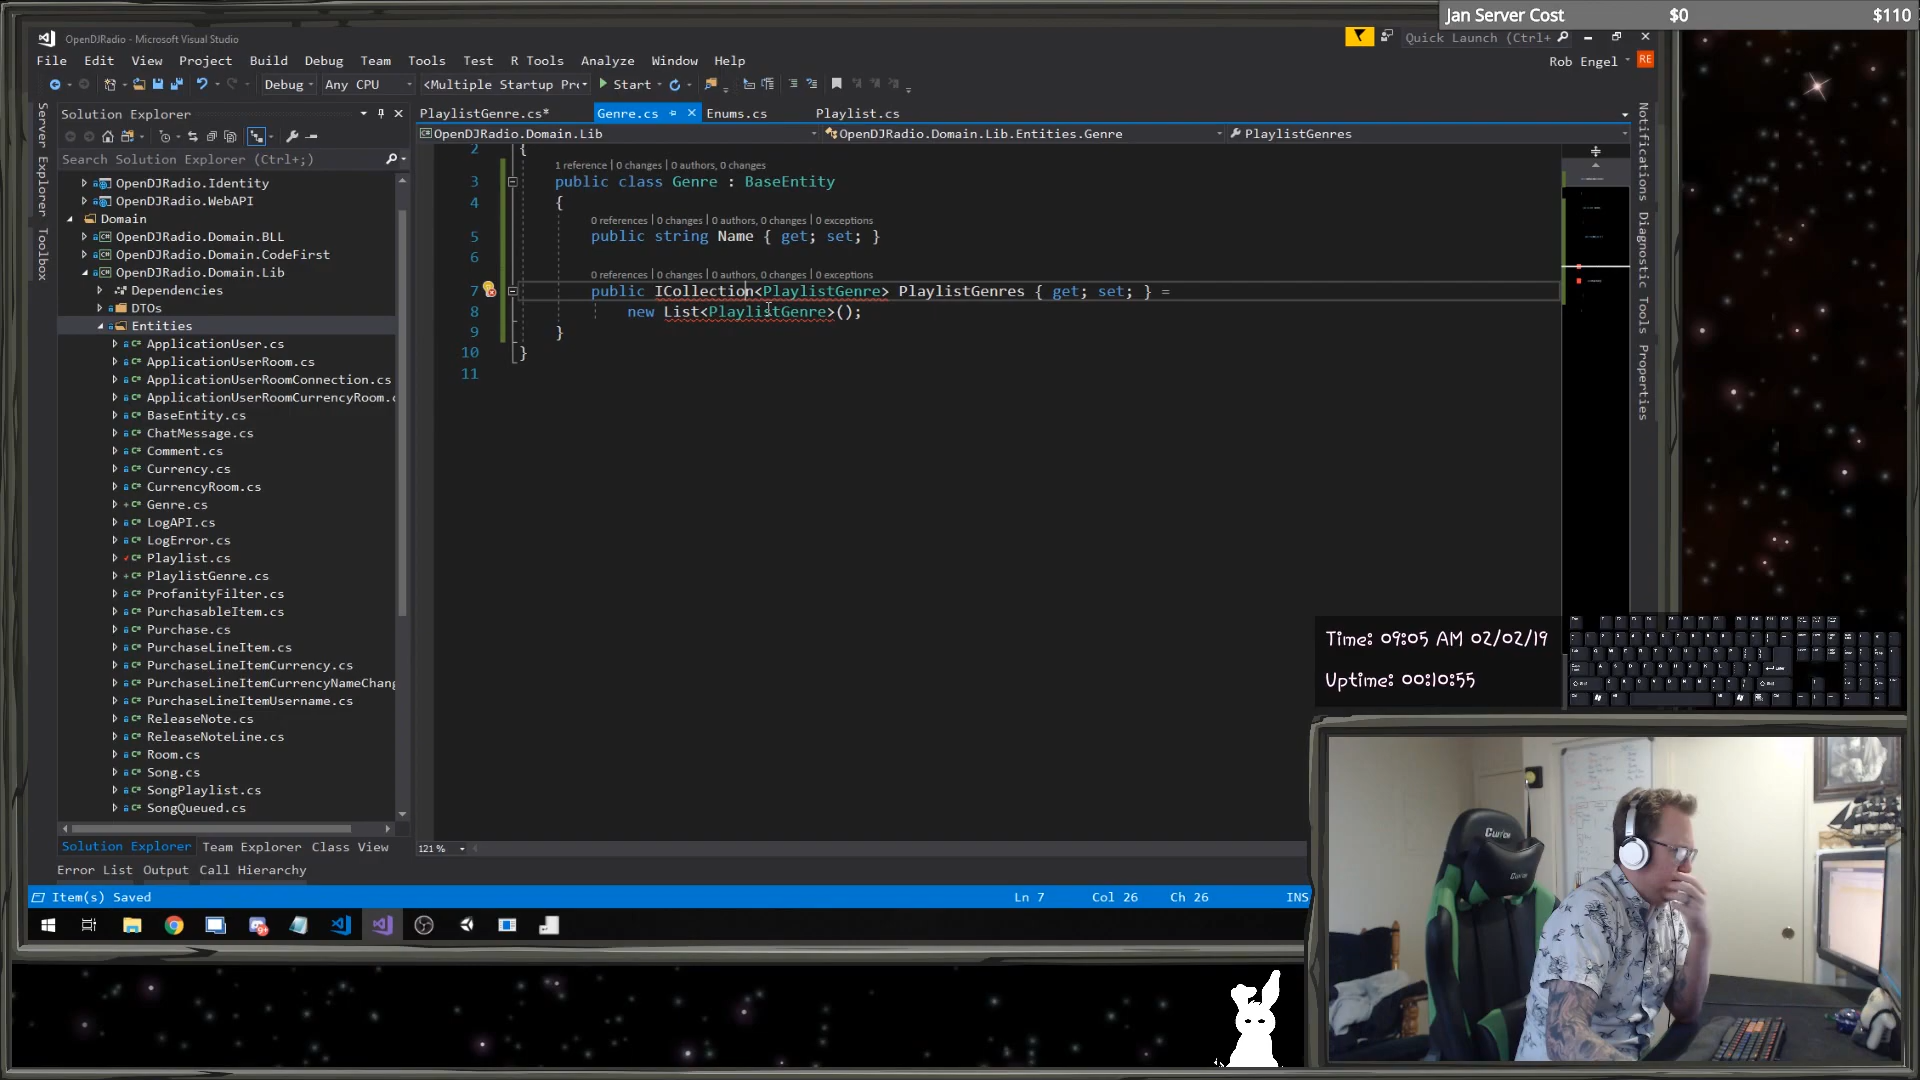 Jan Server Cost $0 $110
OpenDJRadio - Microsoft Visual Studio
Quick Launch (Ctrl+
File Edit View Project Build Debug Team Tools Test R Tools Analyze Window Help
Rob Engel RE
Debug Any CPU <Multiple Startup Pr Start
Server Explorer
Toolbox
Solution Explorer
PlaylistGenre.cs* Genre.cs Enums.cs Playlist.cs
OpenDJRadio.Domain.Lib OpenDJRadio.Domain.Lib.Entities.Genre PlaylistGenres
Search Solution Explorer (Ctrl+;)
OpenDJRadio.Identity
OpenDJRadio.WebAPI
Domain
OpenDJRadio.Domain.BLL
OpenDJRadio.Domain.CodeFirst
OpenDJRadio.Domain.Lib
Dependencies
DTOs
Entities
ApplicationUser.cs
ApplicationUserRoom.cs
ApplicationUserRoomConnection.cs
ApplicationUserRoomCurrencyRoom.c
BaseEntity.cs
ChatMessage.cs
Comment.cs
Currency.cs
CurrencyRoom.cs
Genre.cs
LogAPI.cs
LogError.cs
Playlist.cs
PlaylistGenre.cs
ProfanityFilter.cs
PurchasableItem.cs
Purchase.cs
PurchaseLineItem.cs
PurchaseLineItemCurrency.cs
PurchaseLineItemCurrencyNameChang
PurchaseLineItemUsername.cs
ReleaseNote.cs
ReleaseNoteLine.cs
Room.cs
Song.cs
SongPlaylist.cs
SongQueued.cs
2 {
1 reference | 0 changes | 0 authors, 0 changes
3 public class Genre : BaseEntity
4 {
0 references | 0 changes | 0 authors, 0 changes | 0 exceptions
5 public string Name { get; set; }
6
0 references | 0 changes | 0 authors, 0 changes | 0 exceptions
7 public ICollection<PlaylistGenre> PlaylistGenres { get; set; } =
8 new List<PlaylistGenre>();
9 }
10 }
11
Notifications
Diagnostic Tools
Properties
121 %
Solution Explorer Team Explorer Class View
Error List Output Call Hierarchy
Item(s) Saved Ln 7 Col 26 Ch 26 INS
Time: 09:05 AM 02/02/19
Uptime: 00:10:55